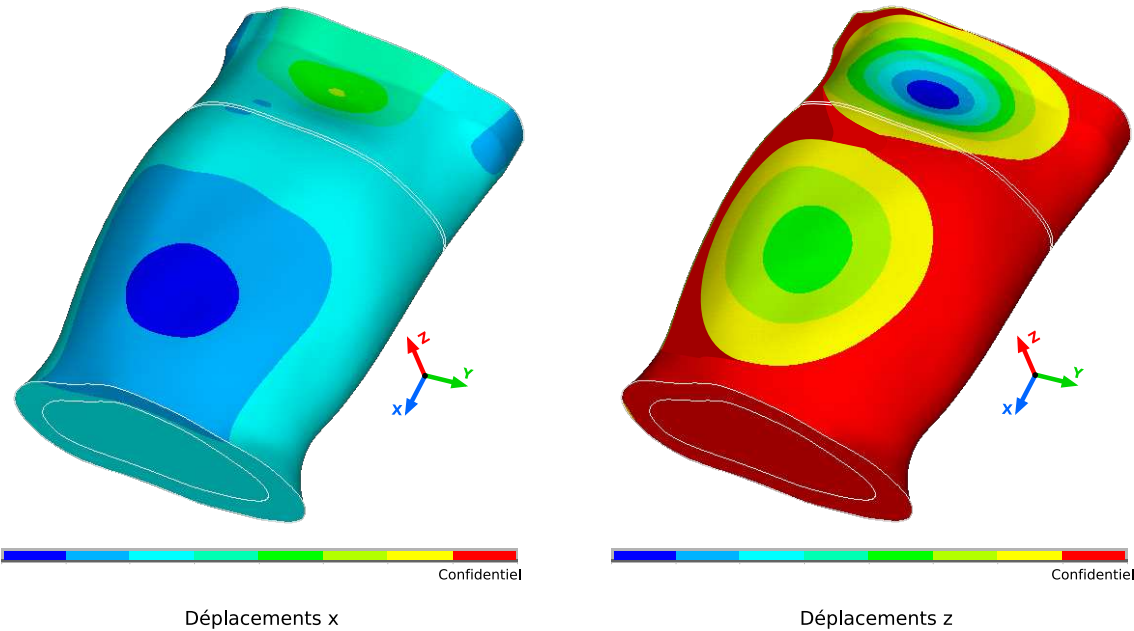 Z
Y
X
Z
Y
X
Confidentiel
Confidentiel
Déplacements x
Déplacements z